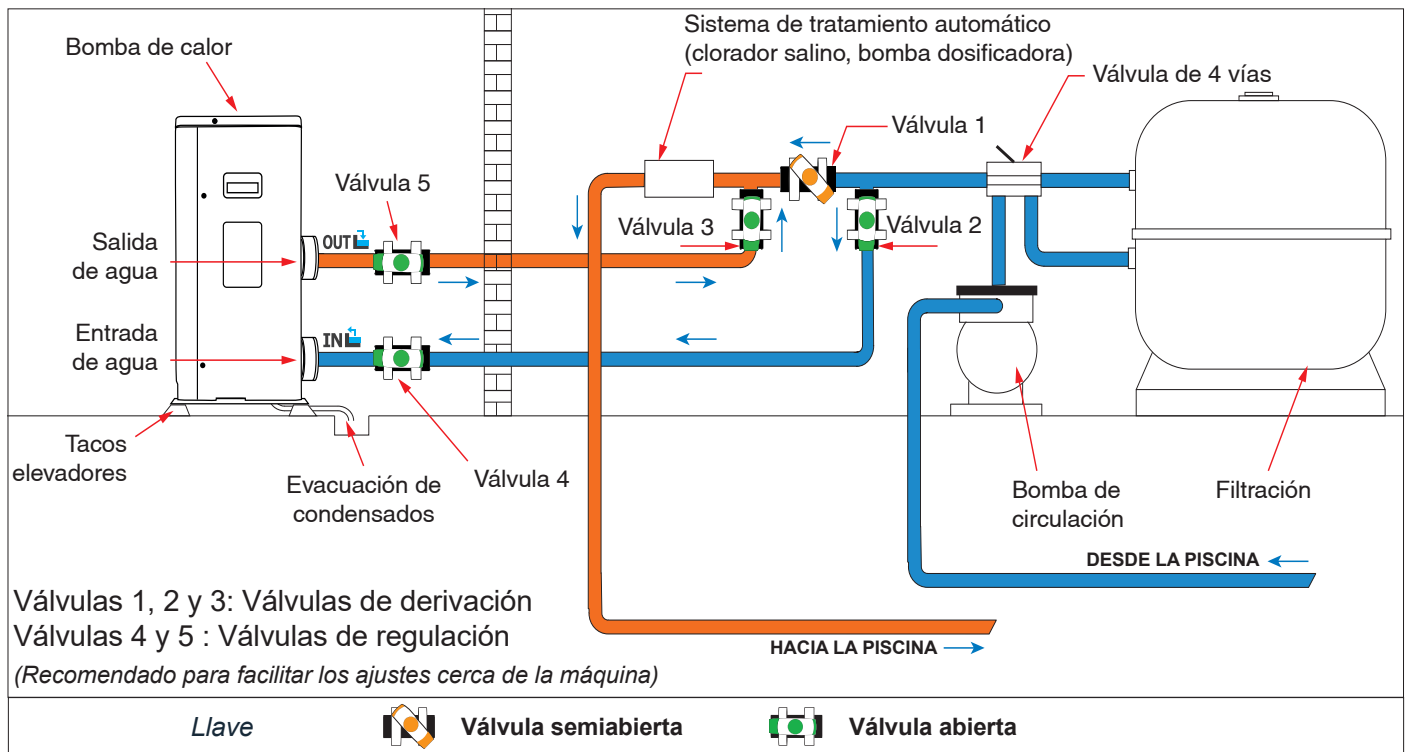 Sistema de tratamiento automático
(clorador salino, bomba dosificadora)
Bomba de calor
Válvula de 4 vías
Válvula 1
Válvula 5
Válvula 3
Válvula 2
Salida
de agua
OUT
Entrada
de agua
IN
Tacos
elevadores
Evacuación de
condensados
Válvula 4
Bomba de
circulación
Filtración
DESDE LA PISCINA
HACIA LA PISCINA
Válvulas 1, 2 y 3: Válvulas de derivación
Válvulas 4 y 5 : Válvulas de regulación
(Recomendado para facilitar los ajustes cerca de la máquina)
Llave
Válvula semiabierta
Válvula abierta